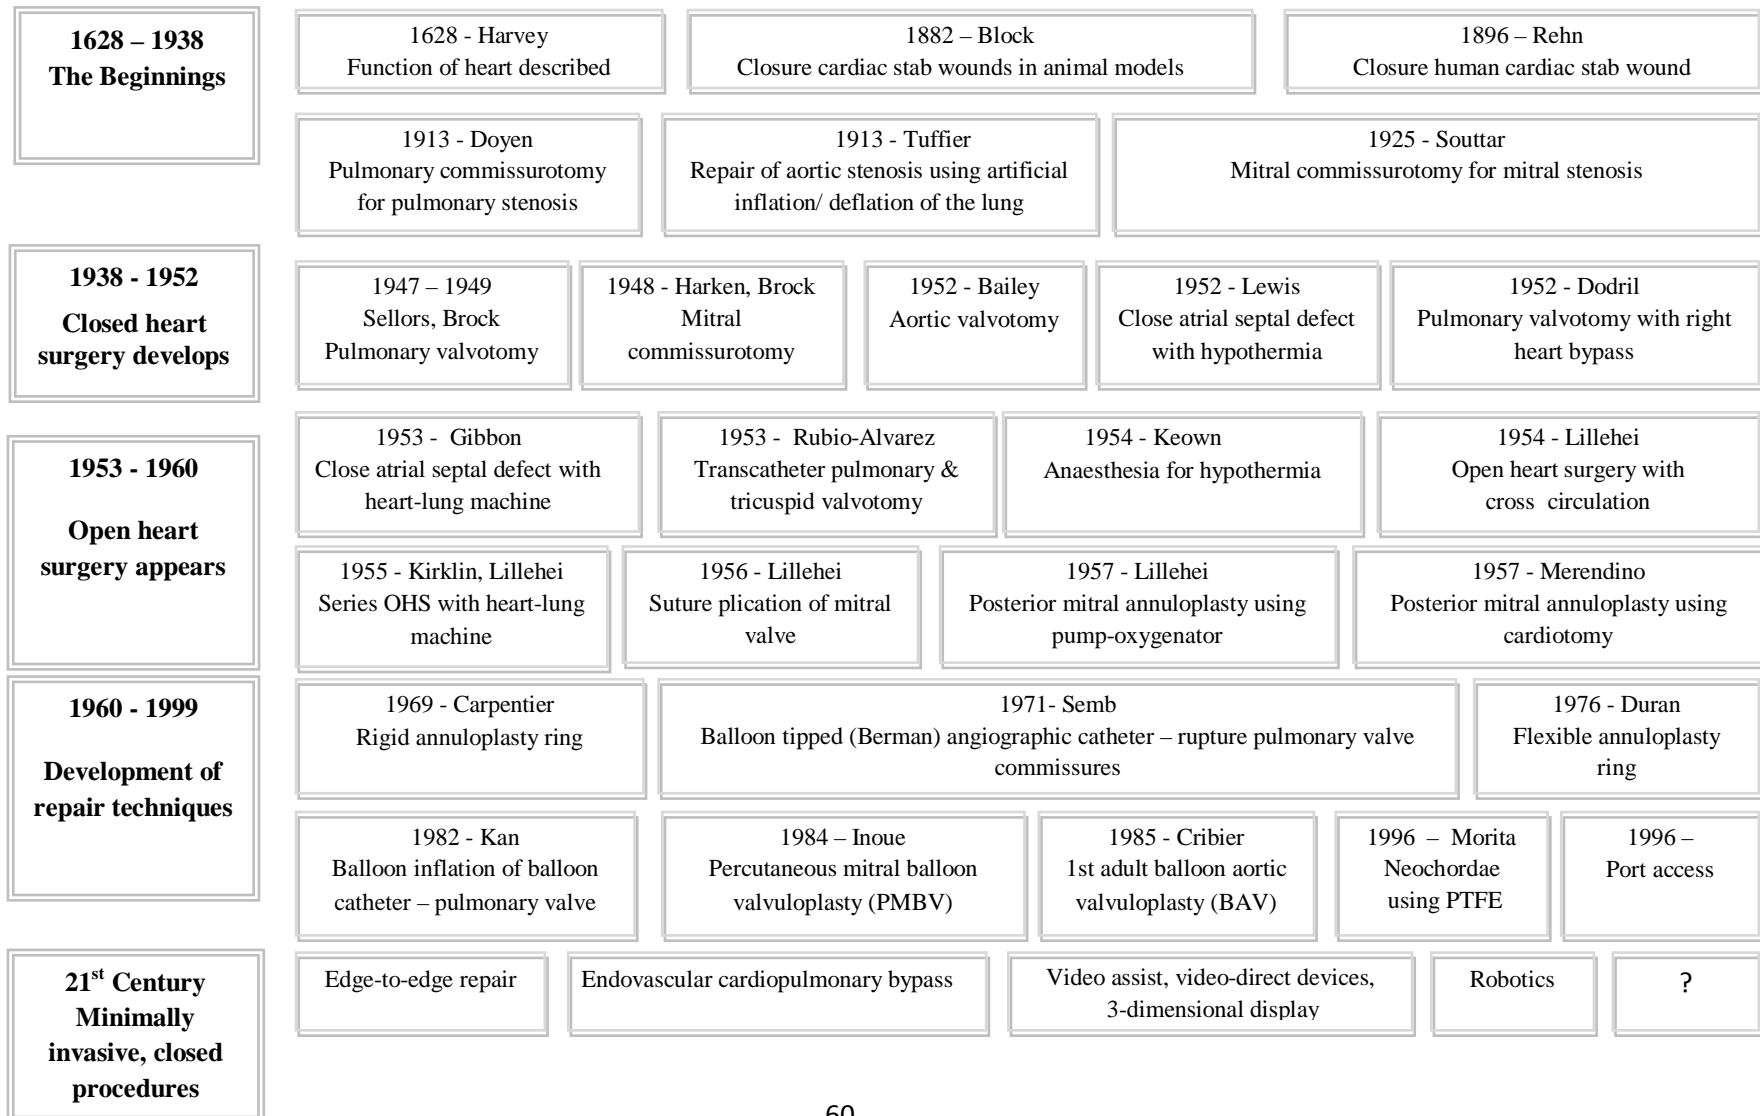 1628 – 1938
The Beginnings
1628 - Harvey
Function of heart described
1882 – Block
Closure cardiac stab wounds in animal models
1896 – Rehn
Closure human cardiac stab wound
1913 - Doyen
Pulmonary commissurotomy
for pulmonary stenosis
1913 - Tuffier
Repair of aortic stenosis using artificial
inflation/ deflation of the lung
1925 - Souttar
Mitral commissurotomy for mitral stenosis
1938 - 1952
Closed heart
surgery develops
1947 – 1949
Sellors, Brock
Pulmonary valvotomy
1948 - Harken, Brock
Mitral
commissurotomy
1952 - Bailey
Aortic valvotomy
1952 - Lewis
Close atrial septal defect
with hypothermia
1952 - Dodril
Pulmonary valvotomy with right
heart bypass
1953 - 1960
Open heart
surgery appears
1953 - Gibbon
Close atrial septal defect with
heart-lung machine
1953 - Rubio-Alvarez
Transcatheter pulmonary &
tricuspid valvotomy
1954 - Keown
Anaesthesia for hypothermia
1954 - Lillehei
Open heart surgery with
cross circulation
1955 - Kirklin, Lillehei
Series OHS with heart-lung
machine
1956 - Lillehei
Suture plication of mitral
valve
1957 - Lillehei
Posterior mitral annuloplasty using
pump-oxygenator
1957 - Merendino
Posterior mitral annuloplasty using
cardiotomy
1960 - 1999
Development of
repair techniques
1969 - Carpentier
Rigid annuloplasty ring
1971- Semb
Balloon tipped (Berman) angiographic catheter – rupture pulmonary valve
commissures
1976 - Duran
Flexible annuloplasty
ring
1982 - Kan
Balloon inflation of balloon
catheter – pulmonary valve
1984 – Inoue
Percutaneous mitral balloon
valvuloplasty (PMBV)
1985 - Cribier
1st adult balloon aortic
valvuloplasty (BAV)
1996 – Morita
Neochordae
using PTFE
1996 –
Port access
21st Century
Minimally
invasive, closed
procedures
Edge-to-edge repair
Endovascular cardiopulmonary bypass
Video assist, video-direct devices,
3-dimensional display
Robotics
?
60